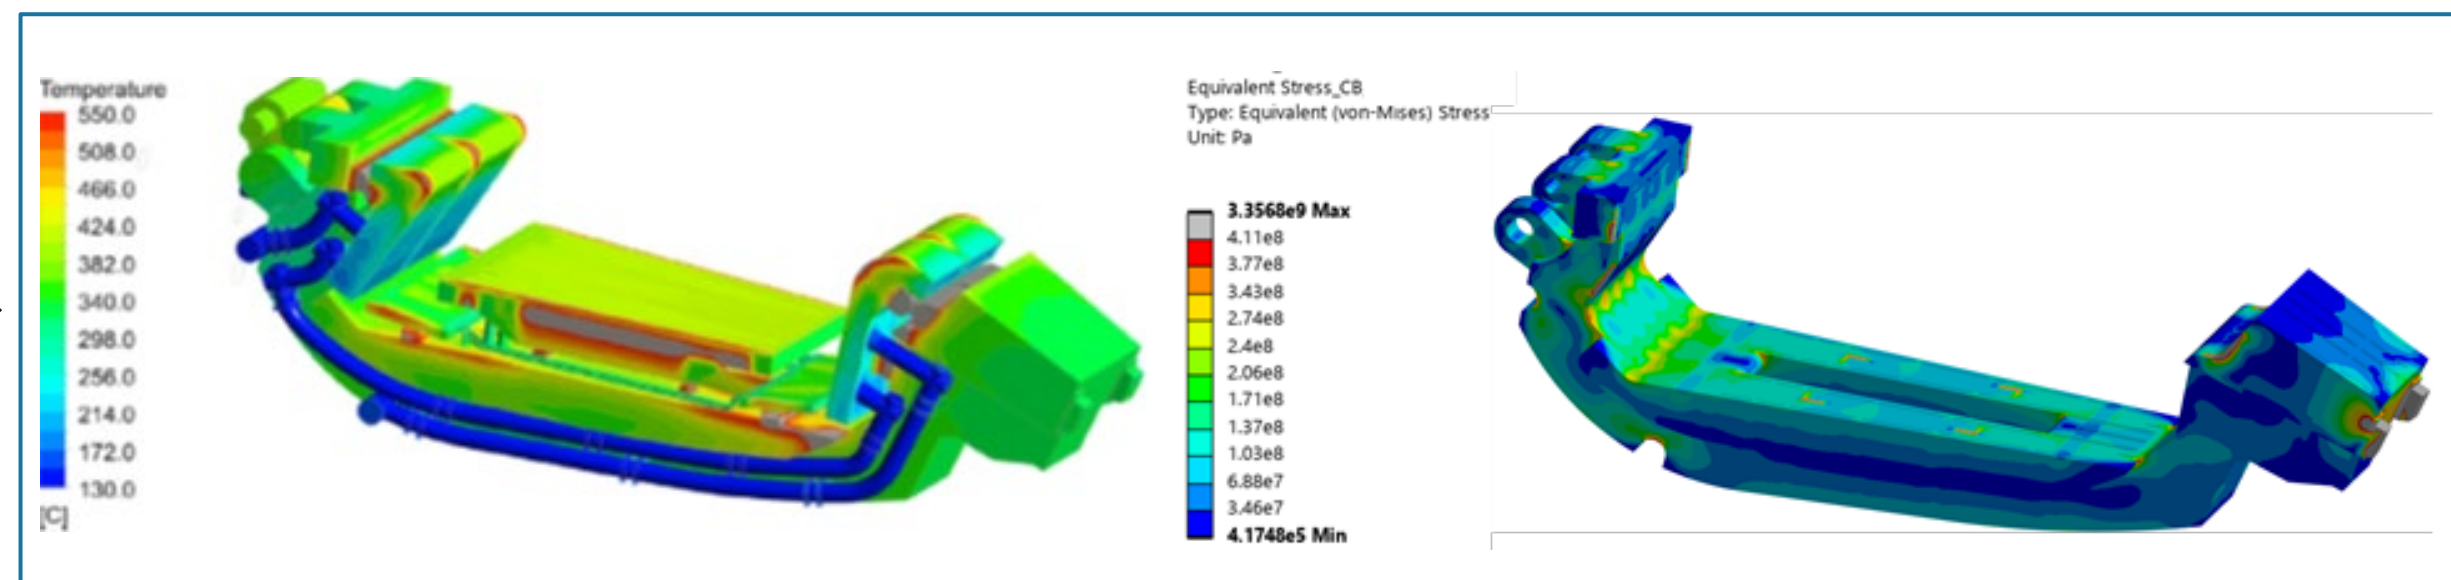 Temperature
550.0
508.0
466.0
424.0
382.0
340.0
298.0
256.0
214.0
172.0
130.0
[C]
Equivalent Stress_CB
Type: Equivalent (von-Mises) Stress
Unit: Pa
3.3568e9 Max
4.11e8
3.77e8
3.43e8
2.74e8
2.4e8
2.06e8
1.71e8
1.37e8
1.03e8
6.88e7
3.46e7
4.1748e5 Min